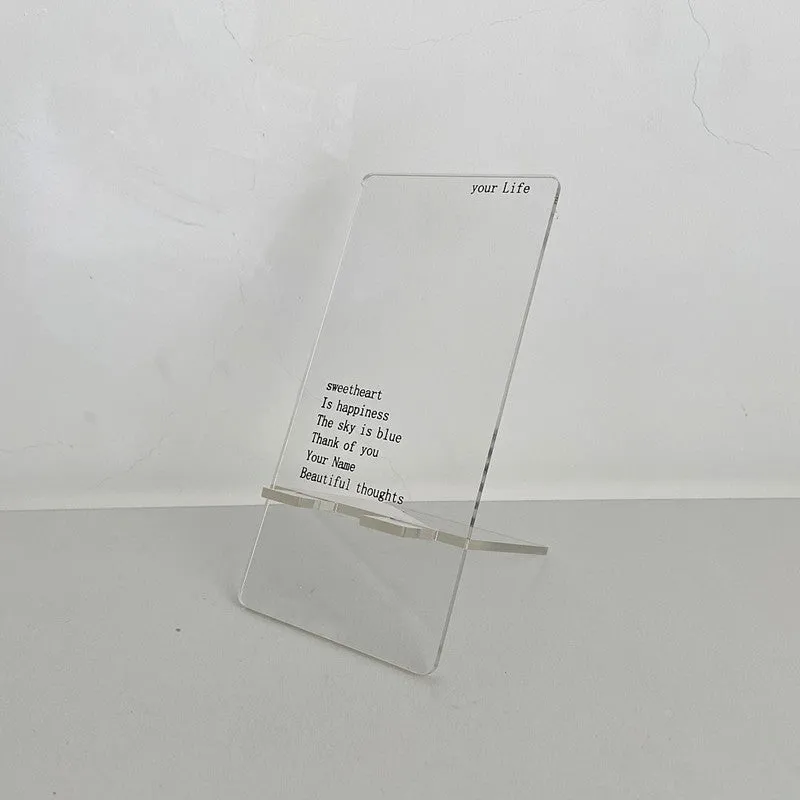 your Life
sweetheart
Is happiness
The sky is blue
Thank of you
Your Name
Beautiful thoughts